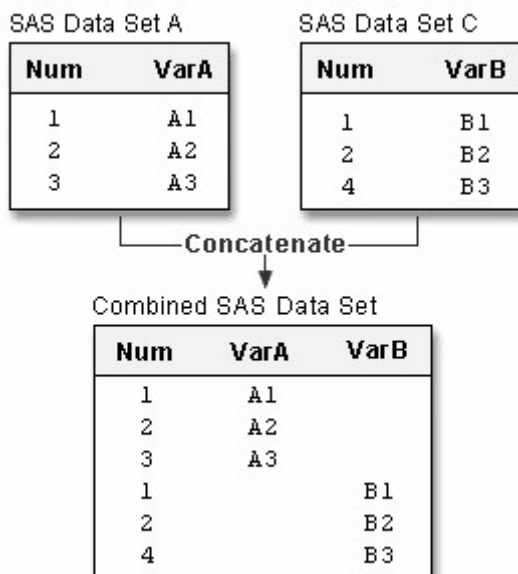 SAS Data Set A
SAS Data Set C
Num VarA
1 A1
2 A2
3 A3
Num VarB
1 B1
2 B2
4 B3
Concatenate
Combined SAS Data Set
Num VarA VarB
1 A1
2 A2
3 A3
1 B1
2 B2
4 B3